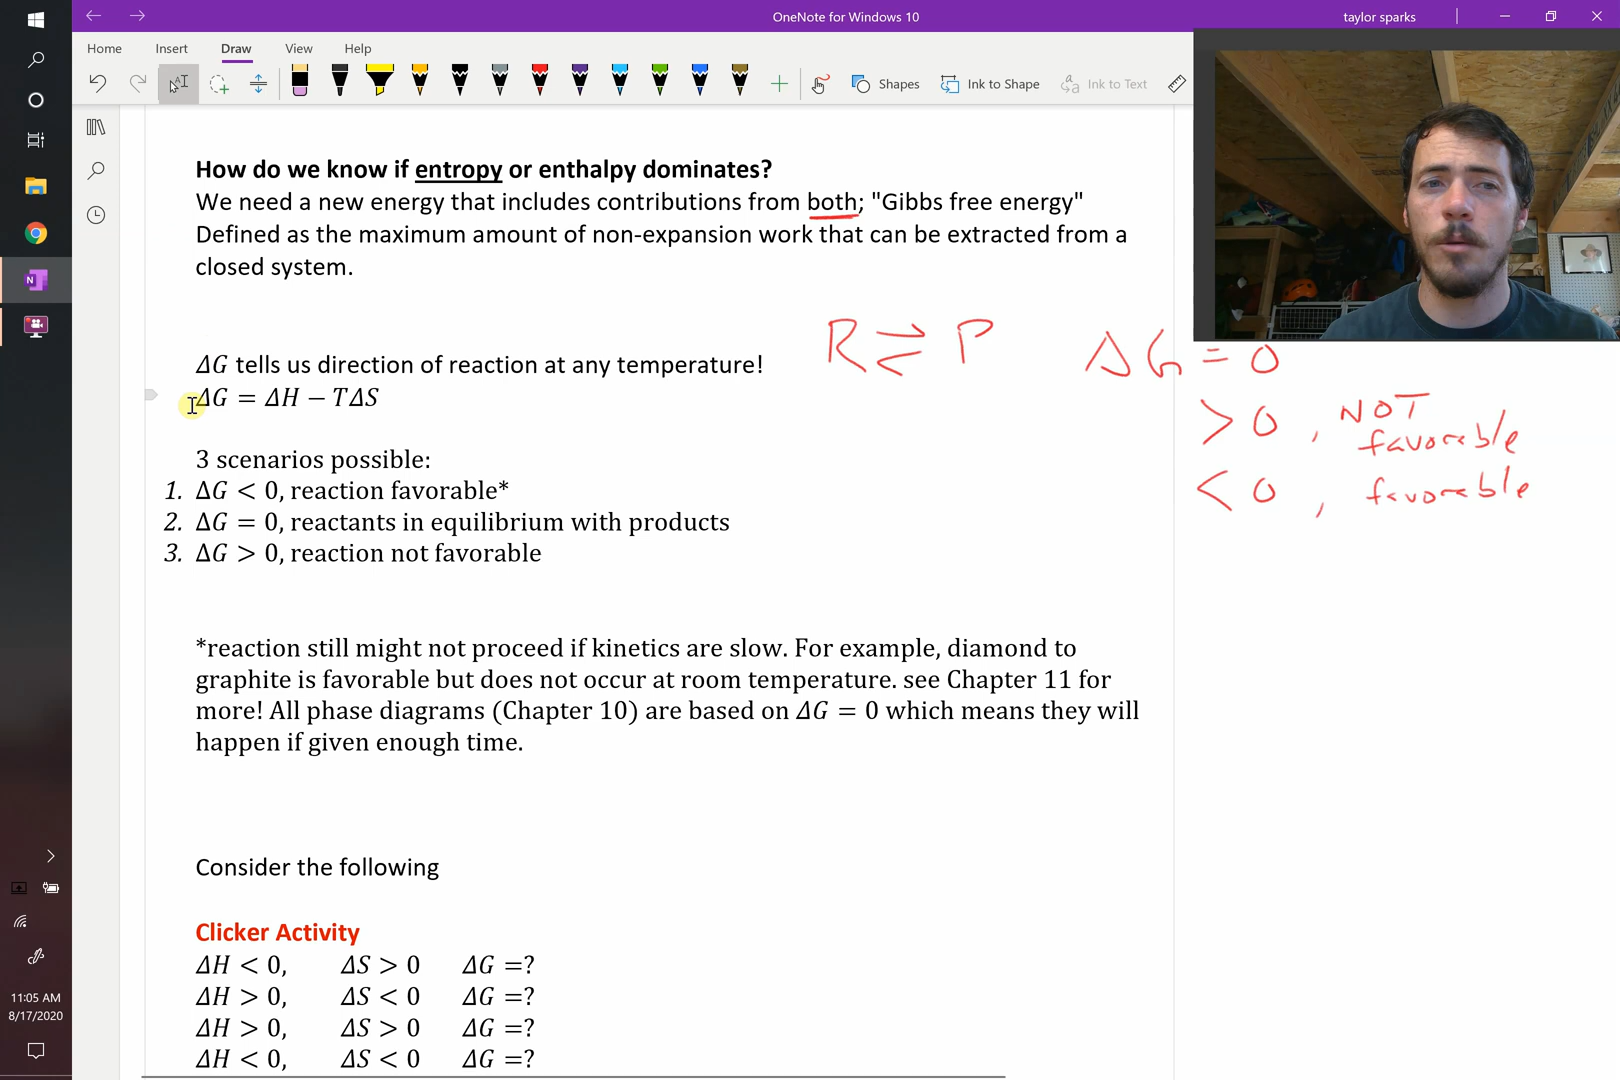 OneNote for Windows 10
taylor sparks
Home Insert Draw View Help
Shapes
Ink to Shape
Ink to Text
How do we know if entropy or enthalpy dominates?
We need a new energy that includes contributions from both; "Gibbs free energy"
Defined as the maximum amount of non-expansion work that can be extracted from a
closed system.
R ⇌ P
ΔG = 0
> 0, NOT
favorable
< 0, favorable
ΔG tells us direction of reaction at any temperature!
ΔG = ΔH − TΔS
3 scenarios possible:
1. ΔG < 0, reaction favorable*
2. ΔG = 0, reactants in equilibrium with products
3. ΔG > 0, reaction not favorable
*reaction still might not proceed if kinetics are slow. For example, diamond to
graphite is favorable but does not occur at room temperature. see Chapter 11 for
more! All phase diagrams (Chapter 10) are based on ΔG = 0 which means they will
happen if given enough time.
Consider the following
Clicker Activity
ΔH < 0, ΔS > 0 ΔG =?
ΔH > 0, ΔS < 0 ΔG =?
ΔH > 0, ΔS > 0 ΔG =?
ΔH < 0, ΔS < 0 ΔG =?
11:05 AM
8/17/2020